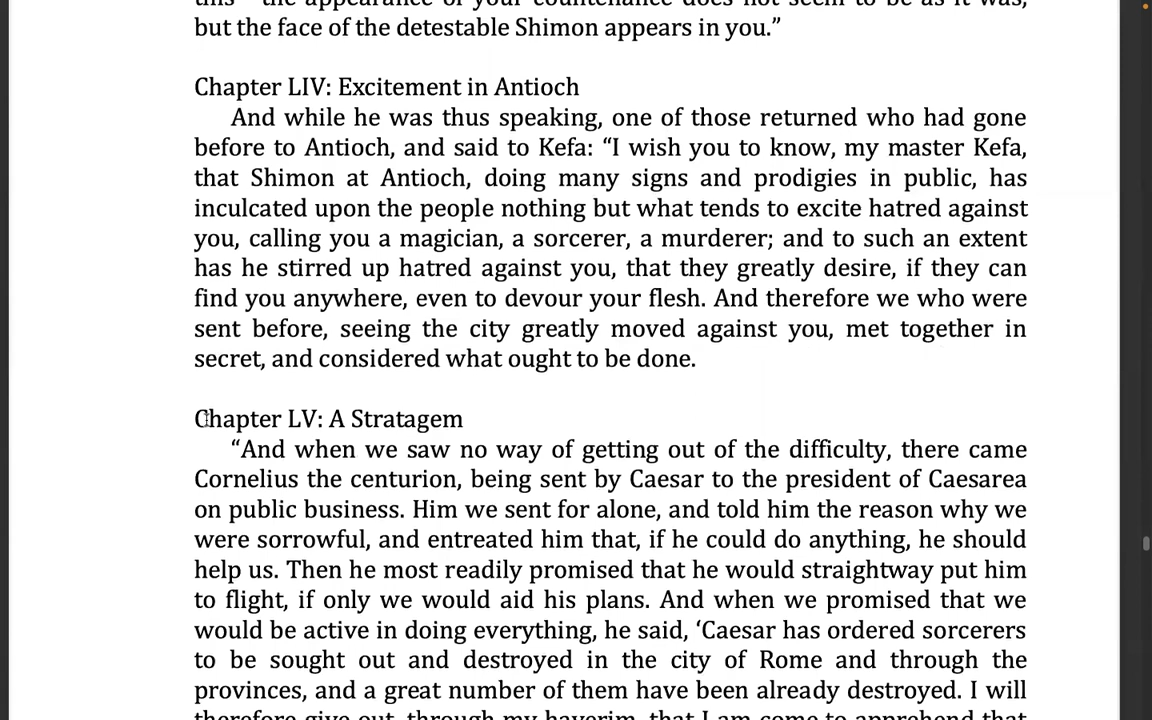 this—the appearance of your countenance does not seem to be as it was,
but the face of the detestable Shimon appears in you.”
Chapter LIV: Excitement in Antioch
And while he was thus speaking, one of those returned who had gone
before to Antioch, and said to Kefa: “I wish you to know, my master Kefa,
that Shimon at Antioch, doing many signs and prodigies in public, has
inculcated upon the people nothing but what tends to excite hatred against
you, calling you a magician, a sorcerer, a murderer; and to such an extent
has he stirred up hatred against you, that they greatly desire, if they can
find you anywhere, even to devour your flesh. And therefore we who were
sent before, seeing the city greatly moved against you, met together in
secret, and considered what ought to be done.
Chapter LV: A Stratagem
“And when we saw no way of getting out of the difficulty, there came
Cornelius the centurion, being sent by Caesar to the president of Caesarea
on public business. Him we sent for alone, and told him the reason why we
were sorrowful, and entreated him that, if he could do anything, he should
help us. Then he most readily promised that he would straightway put him
to flight, if only we would aid his plans. And when we promised that we
would be active in doing everything, he said, ‘Caesar has ordered sorcerers
to be sought out and destroyed in the city of Rome and through the
provinces, and a great number of them have been already destroyed. I will
therefore give out, through my haverim, that I am come to apprehend that